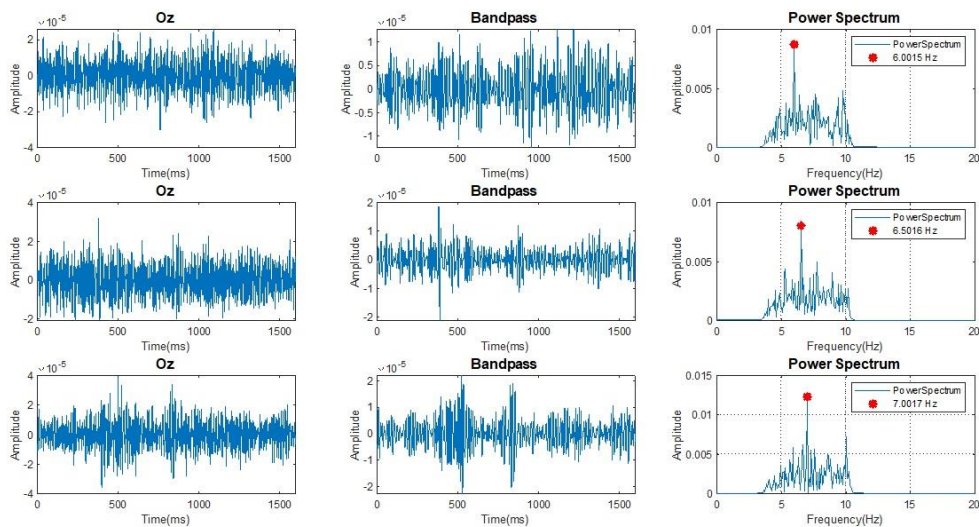 Oz
×10^-5
2
0
-2
-4
Amplitude
0 500 1000 1500
Time(ms)
Bandpass
×10^-5
1
0.5
0
-0.5
-1
Amplitude
0 500 1000 1500
Time(ms)
Power Spectrum
0.01
0.005
0
Amplitude
PowerSpectrum
6.0015 Hz
0 5 10 15 20
Frequency(Hz)
Oz
×10^-5
4
2
0
-2
Amplitude
0 500 1000 1500
Time(ms)
Bandpass
×10^-5
2
1
0
-1
-2
Amplitude
0 500 1000 1500
Time(ms)
Power Spectrum
0.01
0.005
0
Amplitude
PowerSpectrum
6.5016 Hz
0 5 10 15 20
Frequency(Hz)
Oz
×10^-5
4
2
0
-2
-4
Amplitude
0 500 1000 1500
Time(ms)
Bandpass
×10^-5
2
1
0
-1
-2
Amplitude
0 500 1000 1500
Time(ms)
Power Spectrum
0.015
0.01
0.005
0
Amplitude
PowerSpectrum
7.0017 Hz
0 5 10 15 20
Frequency(Hz)